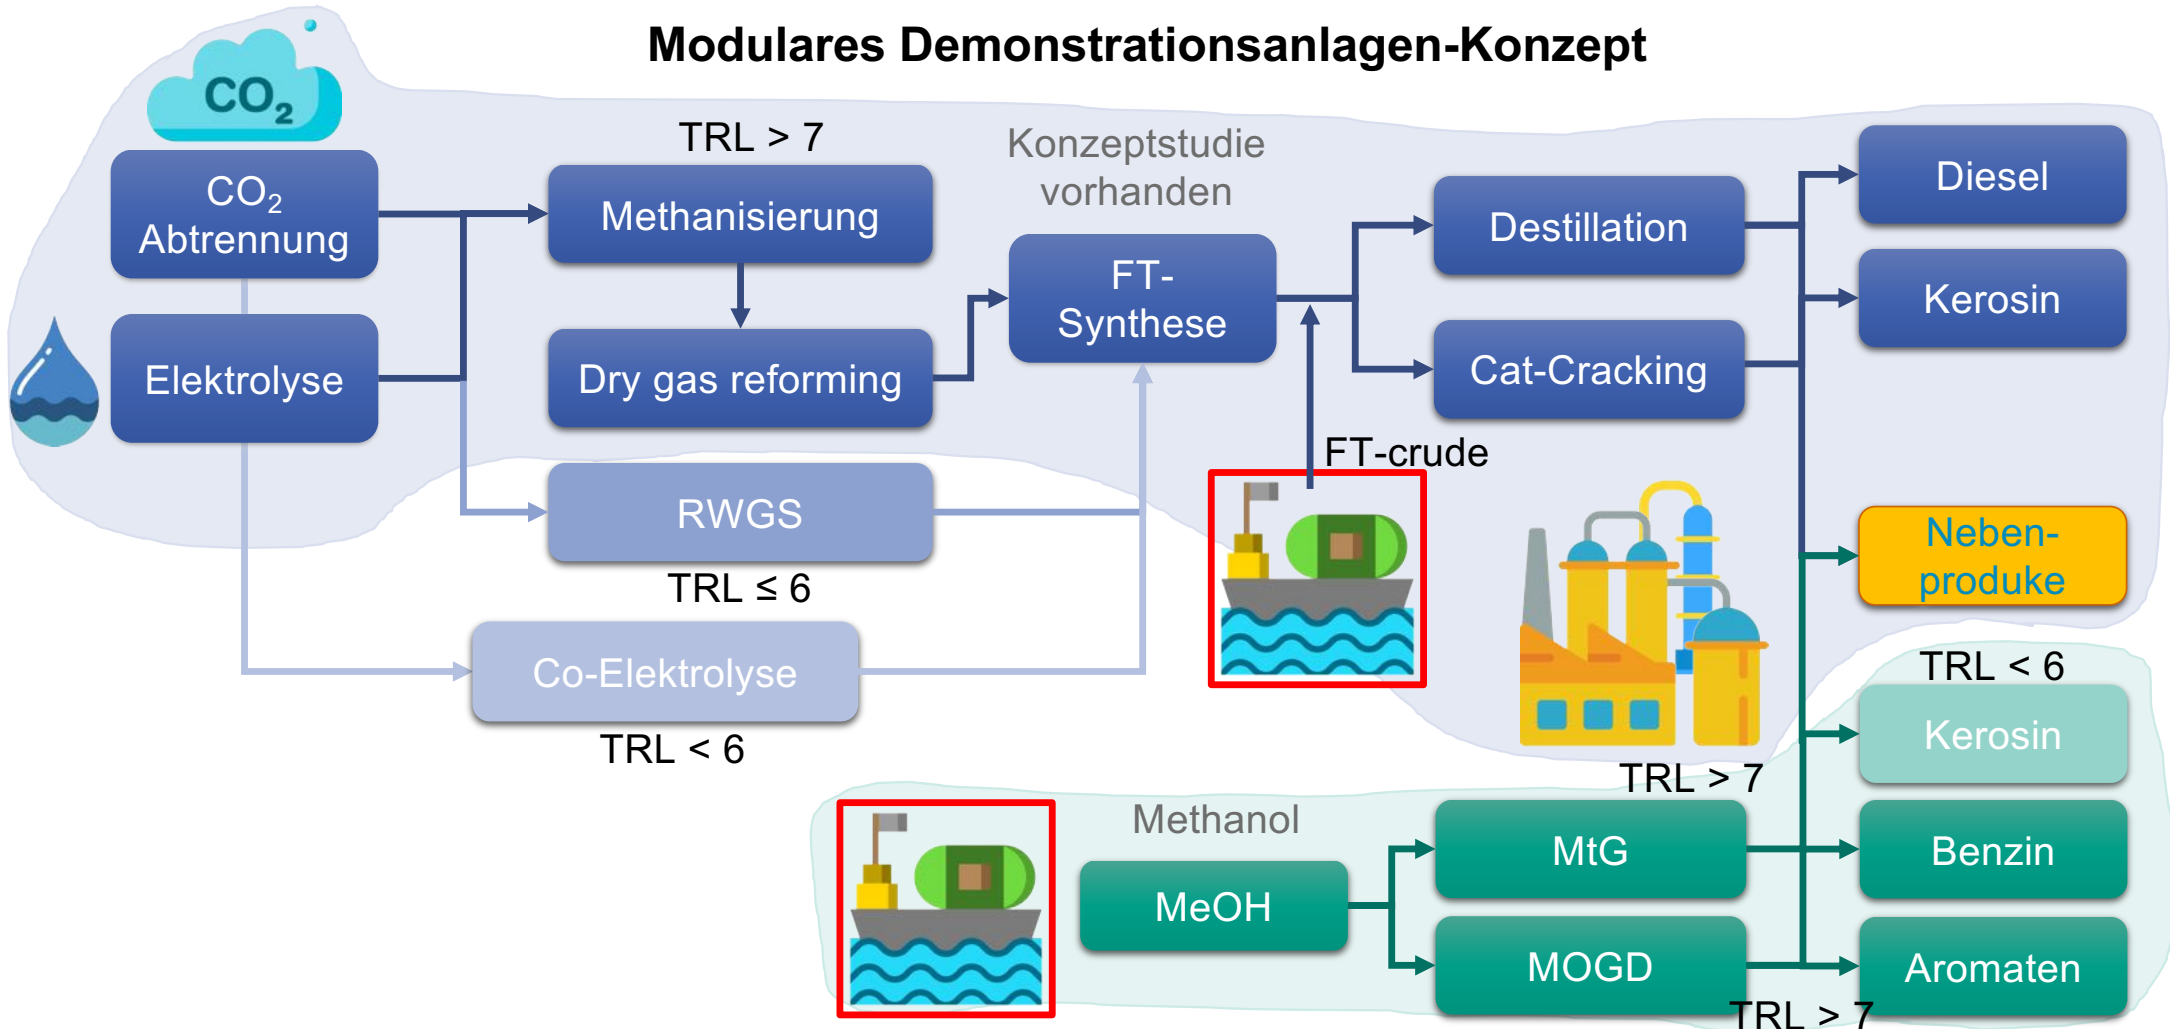 Modulares Demonstrationsanlagen-Konzept
CO2
CO2
Abtrennung
Elektrolyse
TRL > 7
Methanisierung
Dry gas reforming
RWGS
TRL ≤ 6
Co-Elektrolyse
TRL < 6
Konzeptstudie
vorhanden
FT-
Synthese
FT-crude
Destillation
Cat-Cracking
Diesel
Kerosin
Neben-
produke
TRL < 6
Kerosin
TRL > 7
Methanol
MeOH
MtG
MOGD
Benzin
Aromaten
TRL > 7